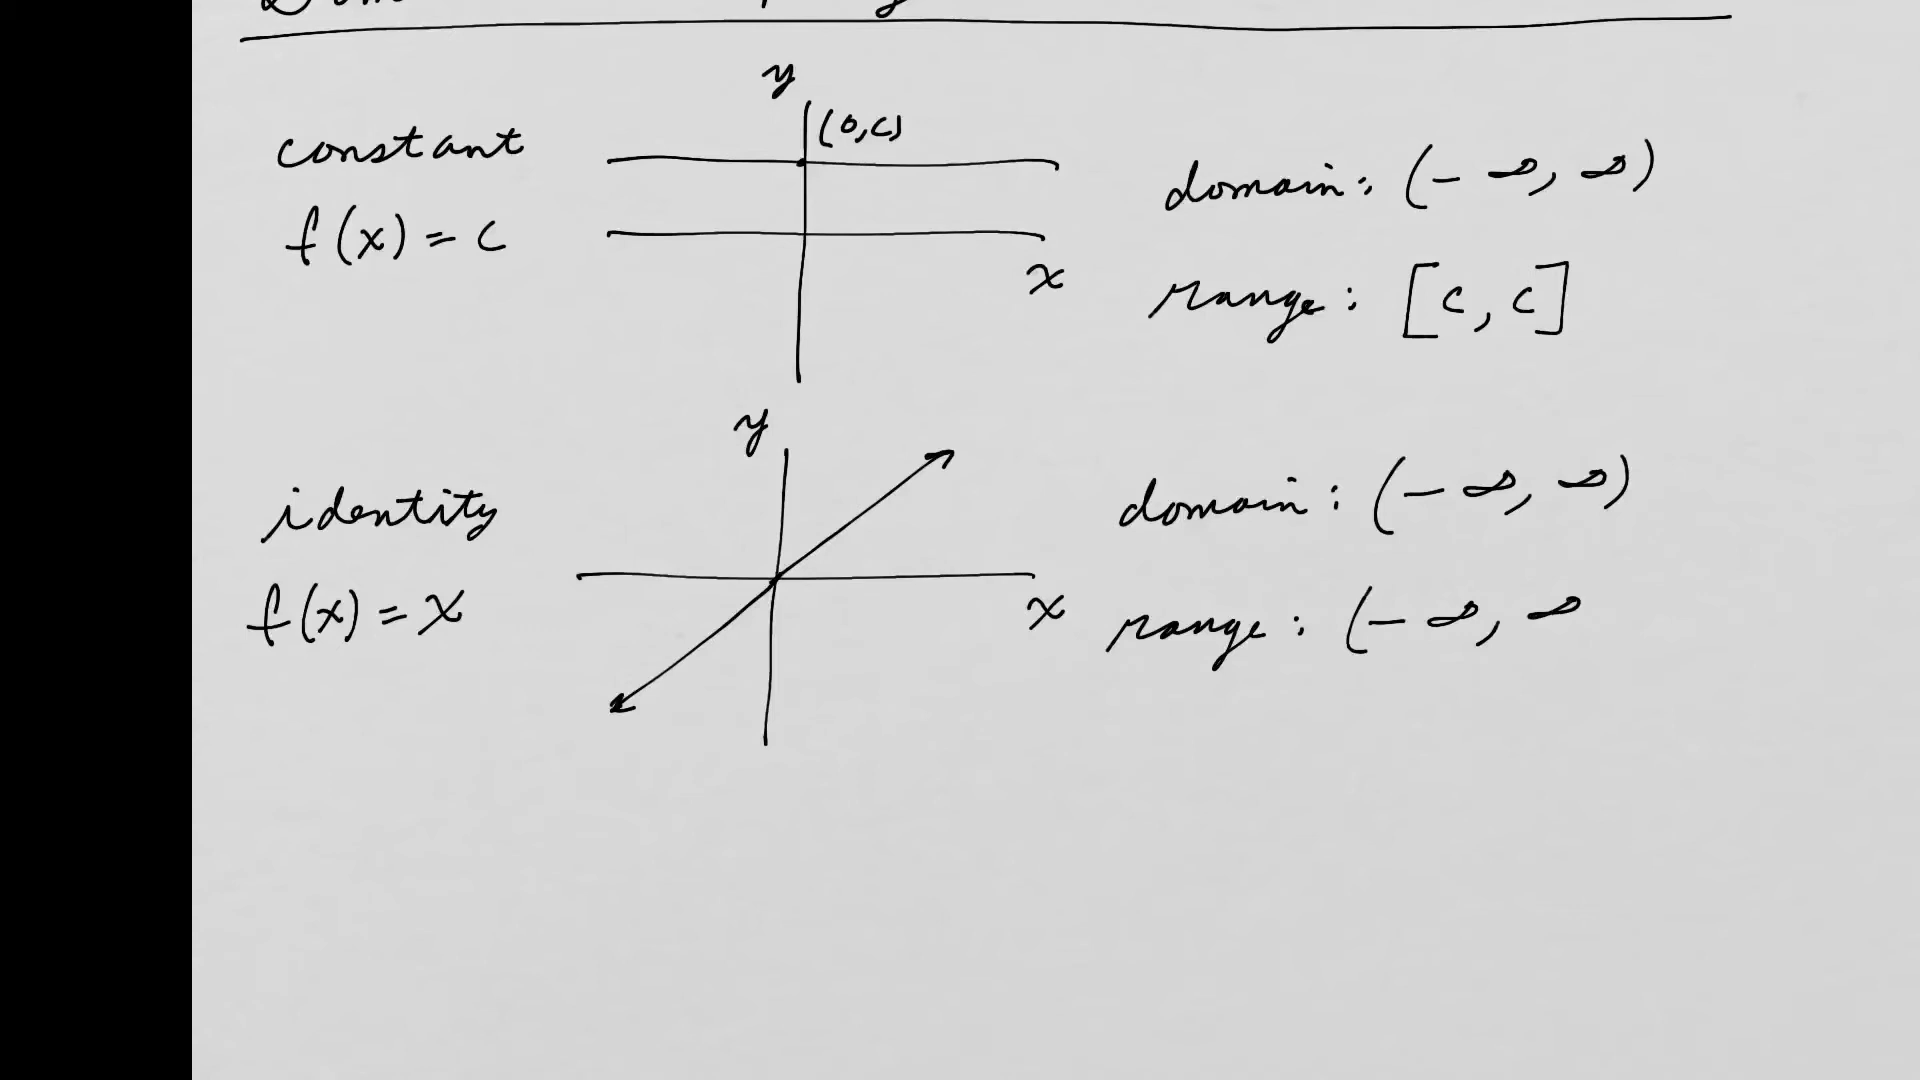 y
(0,c)
constant
f(x) = c
x
domain: (-∞, ∞)
range: [c, c]
y
identity
f(x) = x
x
domain: (-∞, ∞)
range: (-∞, ∞